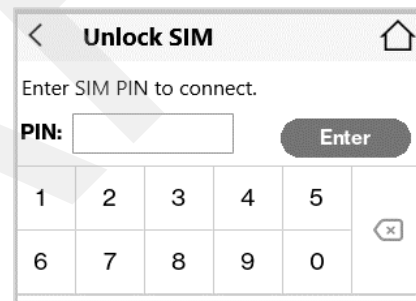 Unlock SIM
Enter SIM PIN to connect.
PIN: Enter
1 2 3 4 5
6 7 8 9 0